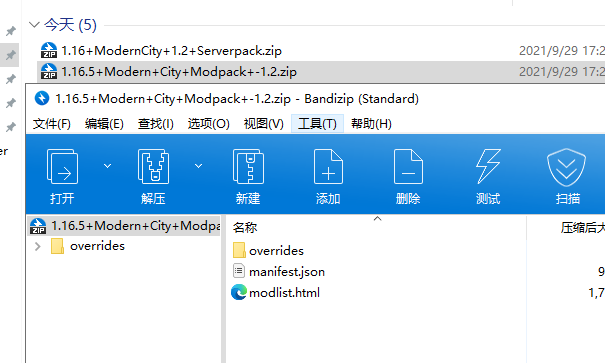 今天 (5)
1.16+ModernCity+1.2+Serverpack.zip 2021/9/29 17:2
1.16.5+Modern+City+Modpack+-1.2.zip 2021/9/29 17:2
1.16.5+Modern+City+Modpack+-1.2.zip - Bandizip (Standard)
er
文件(F) 编辑(E) 查找(I) 选项(O) 视图(V) 工具(T) 帮助(H)
打开 解压 新建 添加 删除 测试 扫描
1.16.5+Modern+City+Modpa 名称 压缩后大
overrides overrides
manifest.json 9
modlist.html 1,7
ZIP
ZIP
ZIP